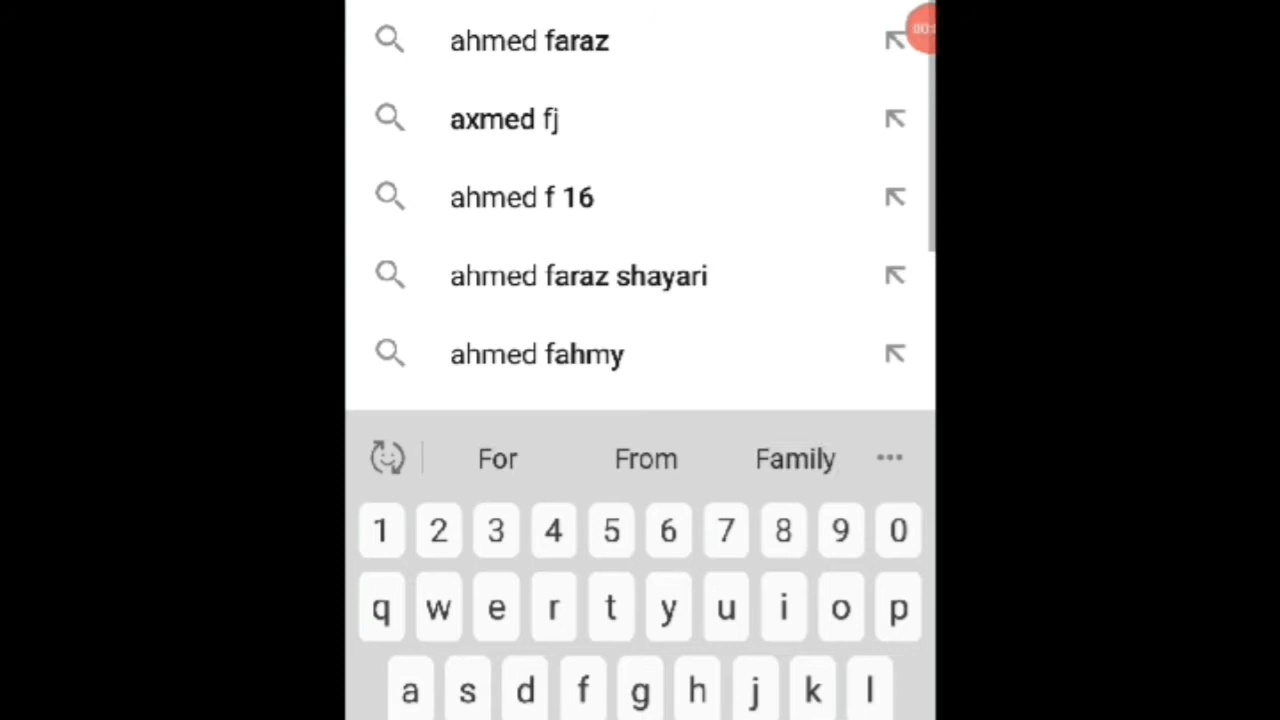 ahmed faraz
axmed fj
ahmed f 16
ahmed faraz shayari
ahmed fahmy
For From Family
1 2 3 4 5 6 7 8 9 0
q w e r t y u i o p
a s d f g h j k l